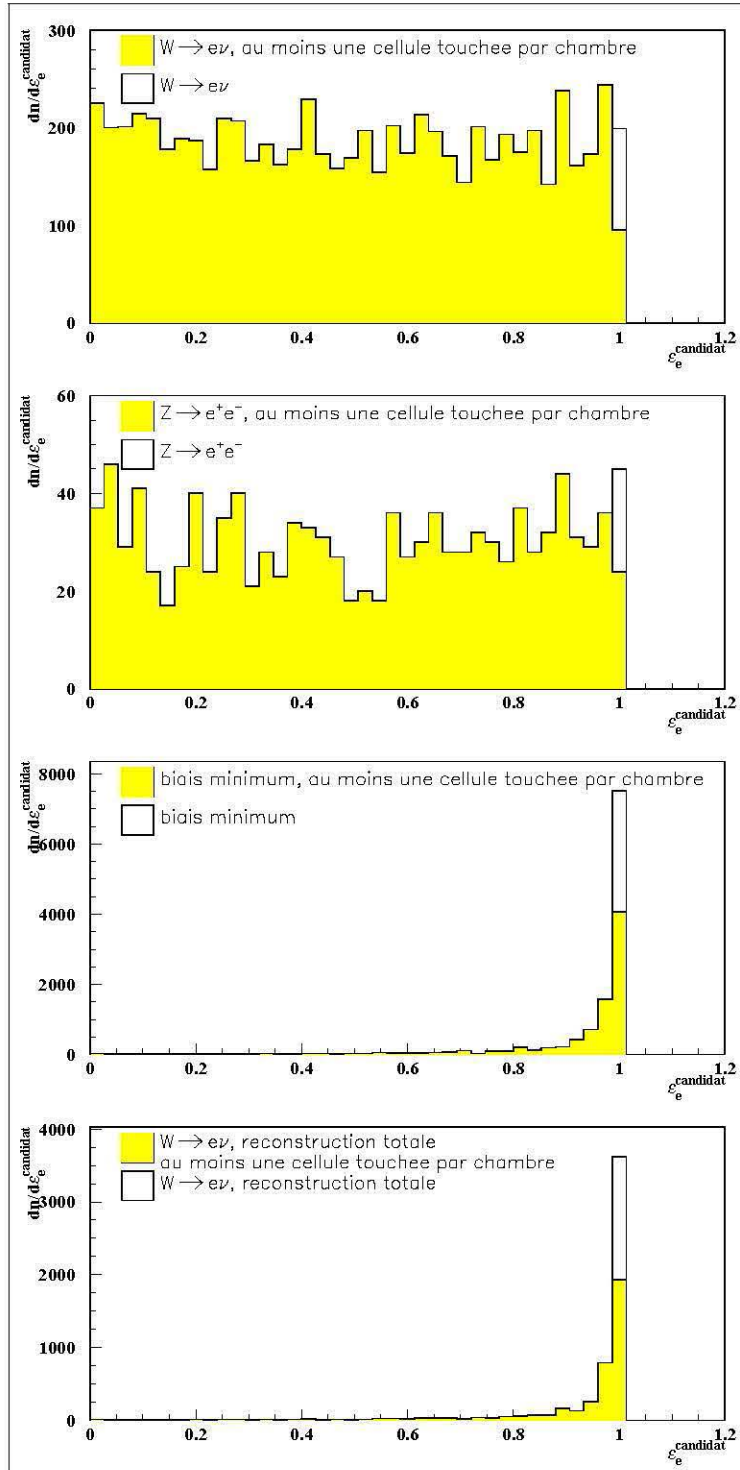 dn/dε_e^candidat
300
200
100
0
W→eν, au moins une cellule touchee par chambre
W→eν
0 0.2 0.4 0.6 0.8 1 1.2
ε_e^candidat
dn/dε_e^candidat
60
40
20
0
Z→e⁺e⁻, au moins une cellule touchee par chambre
Z→e⁺e⁻
0 0.2 0.4 0.6 0.8 1 1.2
ε_e^candidat
dn/dε_e^candidat
8000
6000
4000
2000
0
biais minimum, au moins une cellule touchee par chambre
biais minimum
0 0.2 0.4 0.6 0.8 1 1.2
ε_e^candidat
dn/dε_e^candidat
4000
3000
2000
1000
0
W→eν, reconstruction totale
au moins une cellule touchee par chambre
W→eν, reconstruction totale
0 0.2 0.4 0.6 0.8 1 1.2
ε_e^candidat